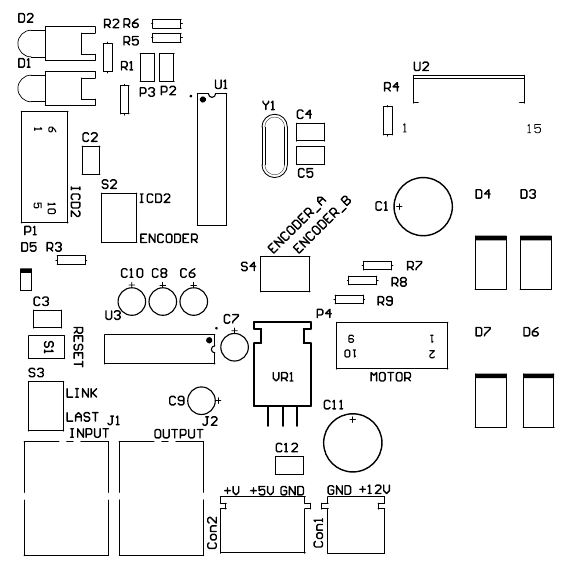 D2
R2 R6
R5
D1
R1
P3 P2
U1
U2
R4
1
15
Y1
C4
C5
6
1
10
5
ICD2
P1
C2
S2
ICD2
ENCODER
C1
D4
D3
ENCODER_A
ENCODER_B
D5
R3
S4
R7
R8
R9
C10 C8 C6
C3
U3
C7
P4
9
10
1
2
MOTOR
D7
D6
S1
RESET
S3
LINK
LAST
VR1
C9
J1
INPUT
J2
OUTPUT
C11
C12
+V +5V GND
GND +12V
Con2
Con1